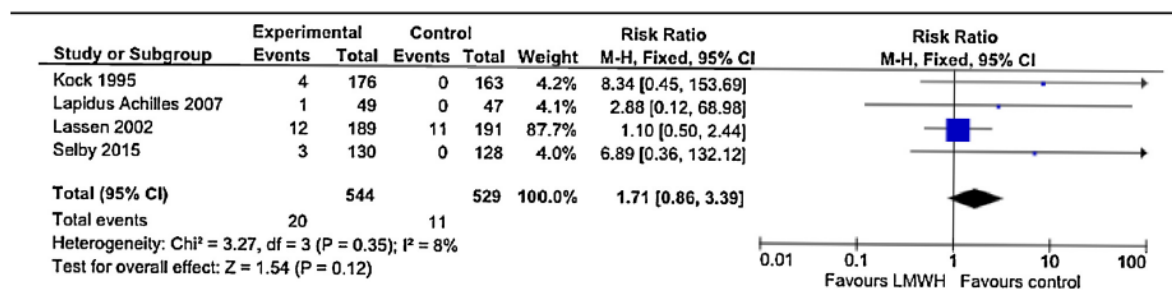 Experimental Control Risk Ratio Risk Ratio
Study or Subgroup Events Total Events Total Weight M-H, Fixed, 95% CI M-H, Fixed, 95% CI
Kock 1995 4 176 0 163 4.2% 8.34 [0.45, 153.69]
Lapidus Achilles 2007 1 49 0 47 4.1% 2.88 [0.12, 68.98]
Lassen 2002 12 189 11 191 87.7% 1.10 [0.50, 2.44]
Selby 2015 3 130 0 128 4.0% 6.89 [0.36, 132.12]
Total (95% CI) 544 529 100.0% 1.71 [0.86, 3.39]
Total events 20 11
Heterogeneity: Chi² = 3.27, df = 3 (P = 0.35); I² = 8%
Test for overall effect: Z = 1.54 (P = 0.12)
0.01 0.1 1 10 100
Favours LMWH Favours control